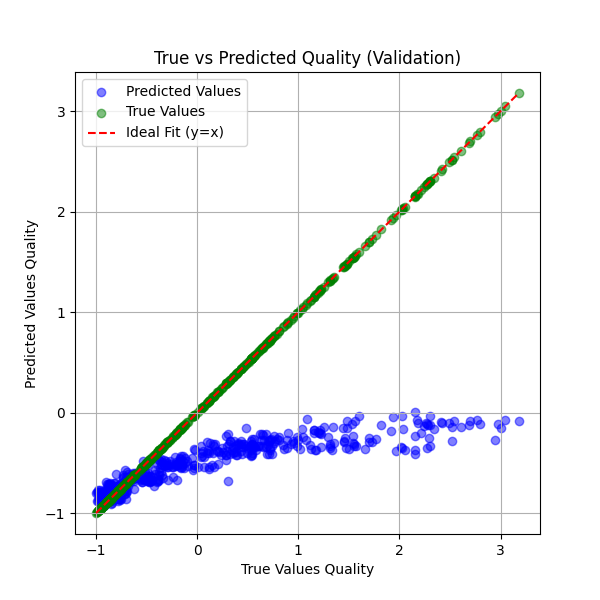 True vs Predicted Quality (Validation)
Predicted Values
True Values
Ideal Fit (y=x)
Predicted Values Quality
3
2
1
0
−1
−1 0 1 2 3
True Values Quality